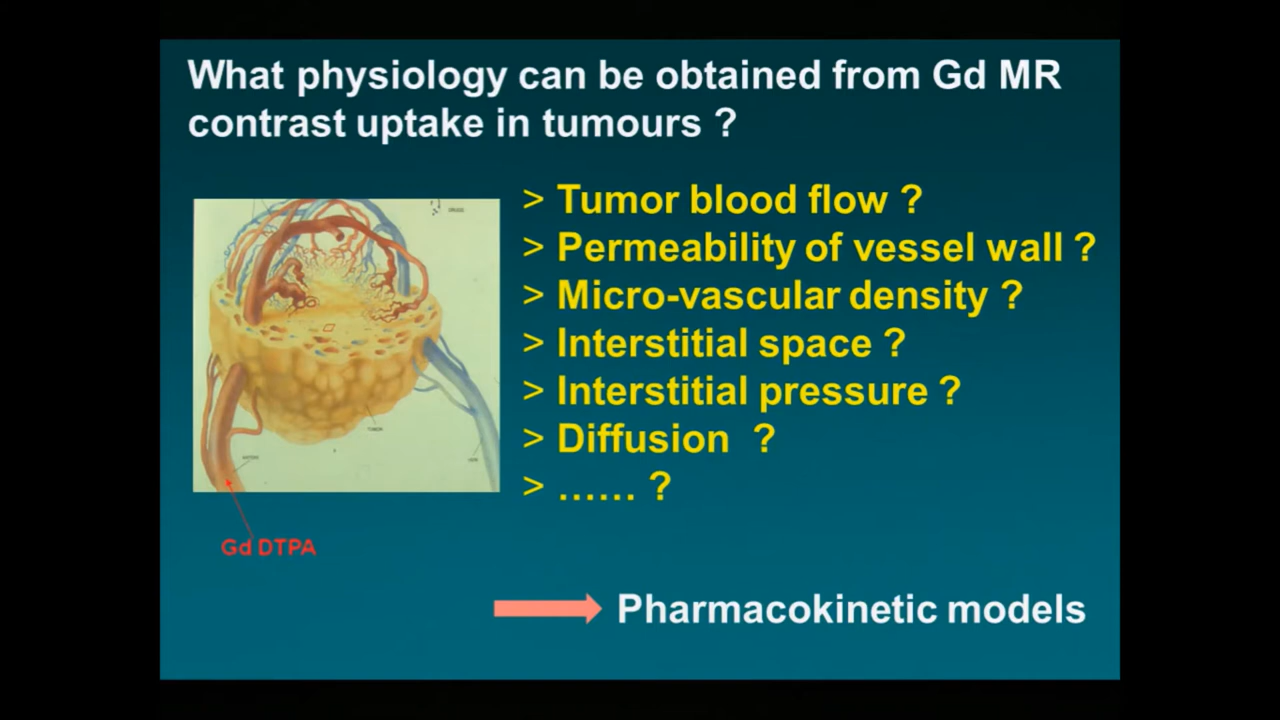 What physiology can be obtained from Gd MR
contrast uptake in tumours ?
> Tumor blood flow ?
> Permeability of vessel wall ?
> Micro-vascular density ?
> Interstitial space ?
> Interstitial pressure ?
> Diffusion ?
> ...... ?
TUMOR
Gd DTPA
Pharmacokinetic models